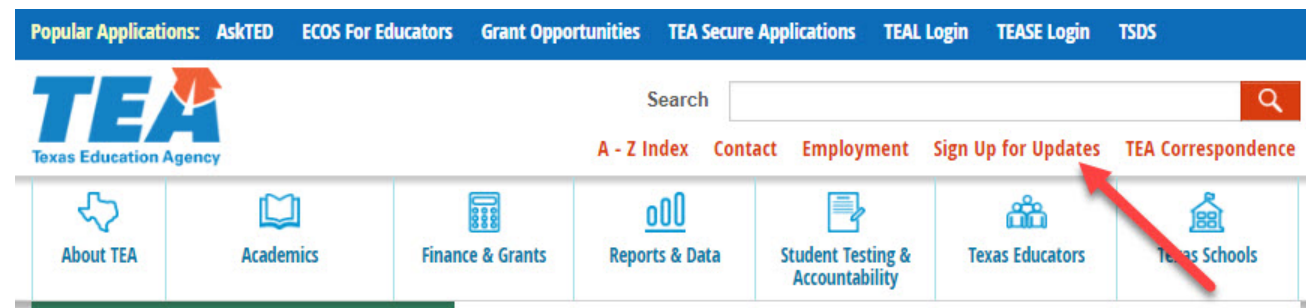 Popular Applications: AskTED ECOS For Educators Grant Opportunities TEA Secure Applications TEAL Login TEASE Login TSDS
TEA
Texas Education Agency
Search
A - Z Index Contact Employment Sign Up for Updates TEA Correspondence
About TEA
Academics
Finance & Grants
Reports & Data
Student Testing &
Accountability
Texas Educators
Texas Schools